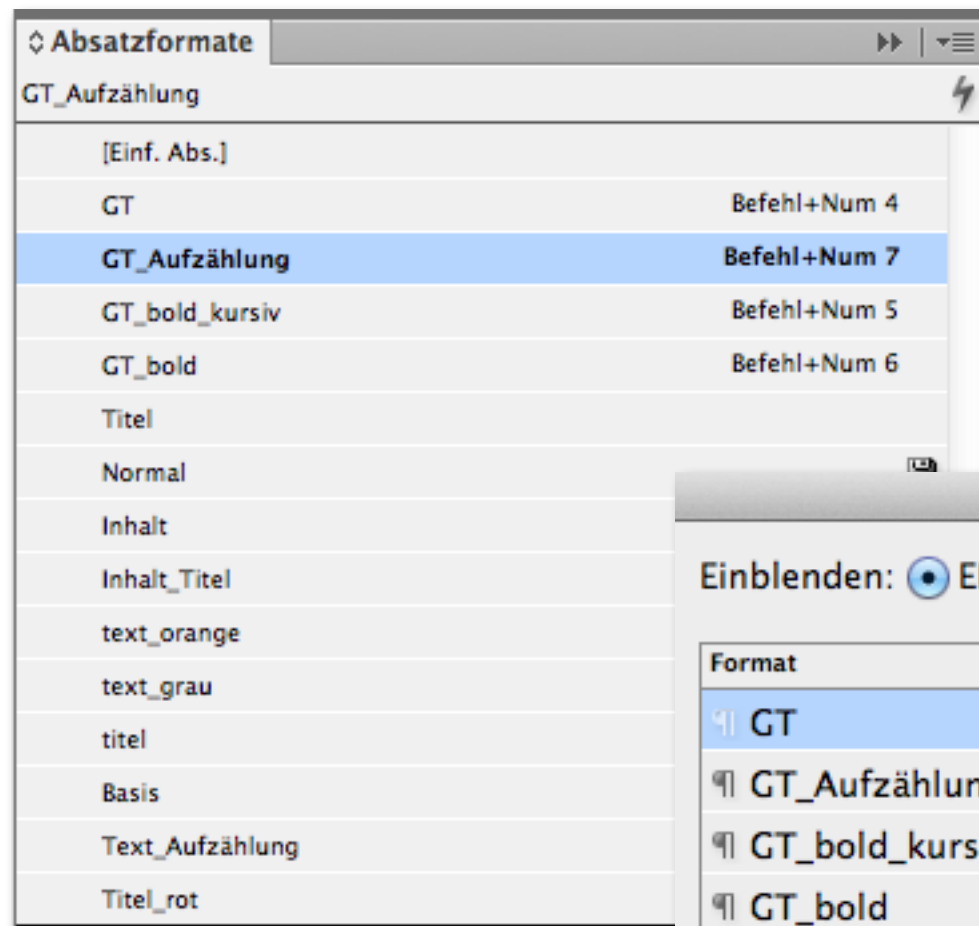 Absatzformate
GT_Aufzählung
[Einf. Abs.]
GT Befehl+Num 4
GT_Aufzählung Befehl+Num 7
GT_bold_kursiv Befehl+Num 5
GT_bold Befehl+Num 6
Titel
Normal
Inhalt
Inhalt_Titel
text_orange
text_grau
titel
Basis
Text_Aufzählung
Titel_rot
Einblenden:
Format
GT
GT_Aufzählun
GT_bold_kurs
GT_bold